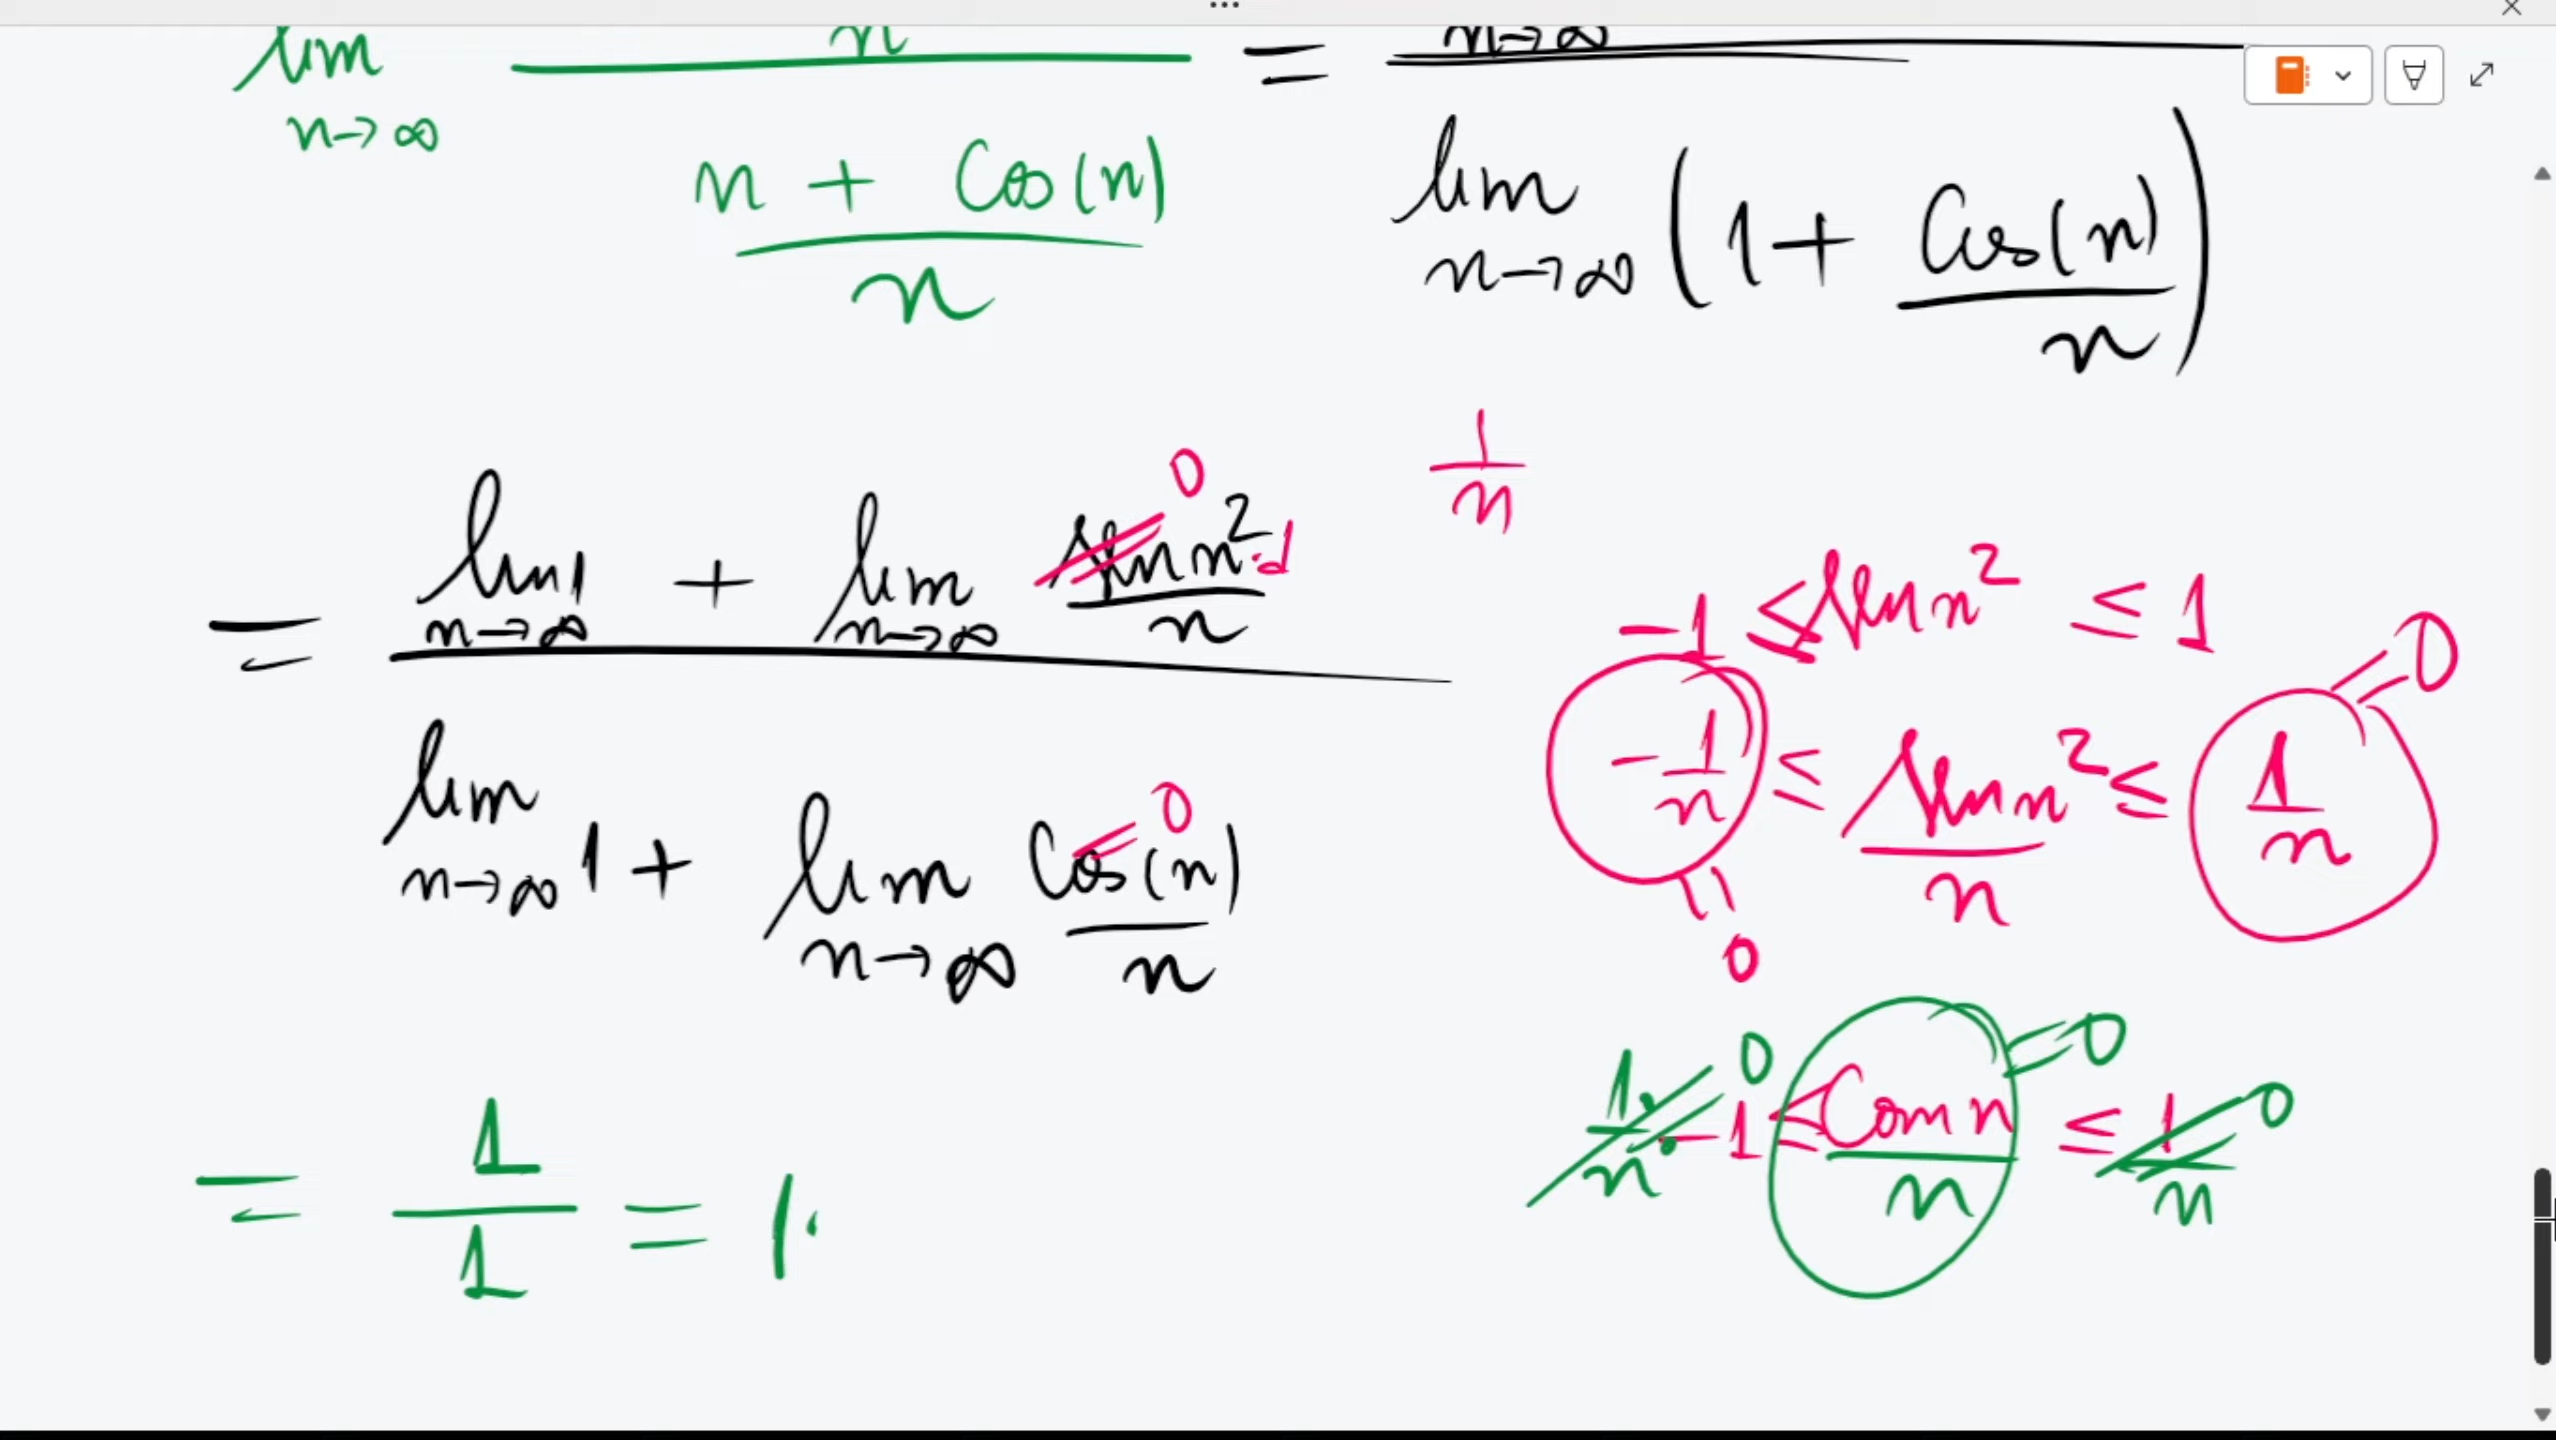 lim n→∞ n = n→∞
n + Cos(n) / n
lim n→∞ (1 + Cos(n) / n)
1/n
= lim n→∞ 1 + lim n→∞ Sin n² / n 0
lim n→∞ 1 + lim n→∞ Cos(n) / n = 0
-1 ≤ Sin n² ≤ 1
-1/n ≤ Sin n² / n ≤ 1/n = 0
= 0
1/n · -1 0 ≤ Cos n / n = 0 ≤ 1/n 0
= 1/1 = 1.